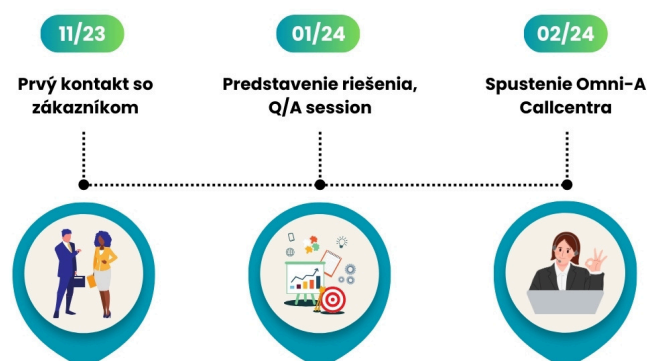 11/23
Prvý kontakt so
zákazníkom
01/24
Predstavenie riešenia,
Q/A session
02/24
Spustenie Omni-A
Callcentra